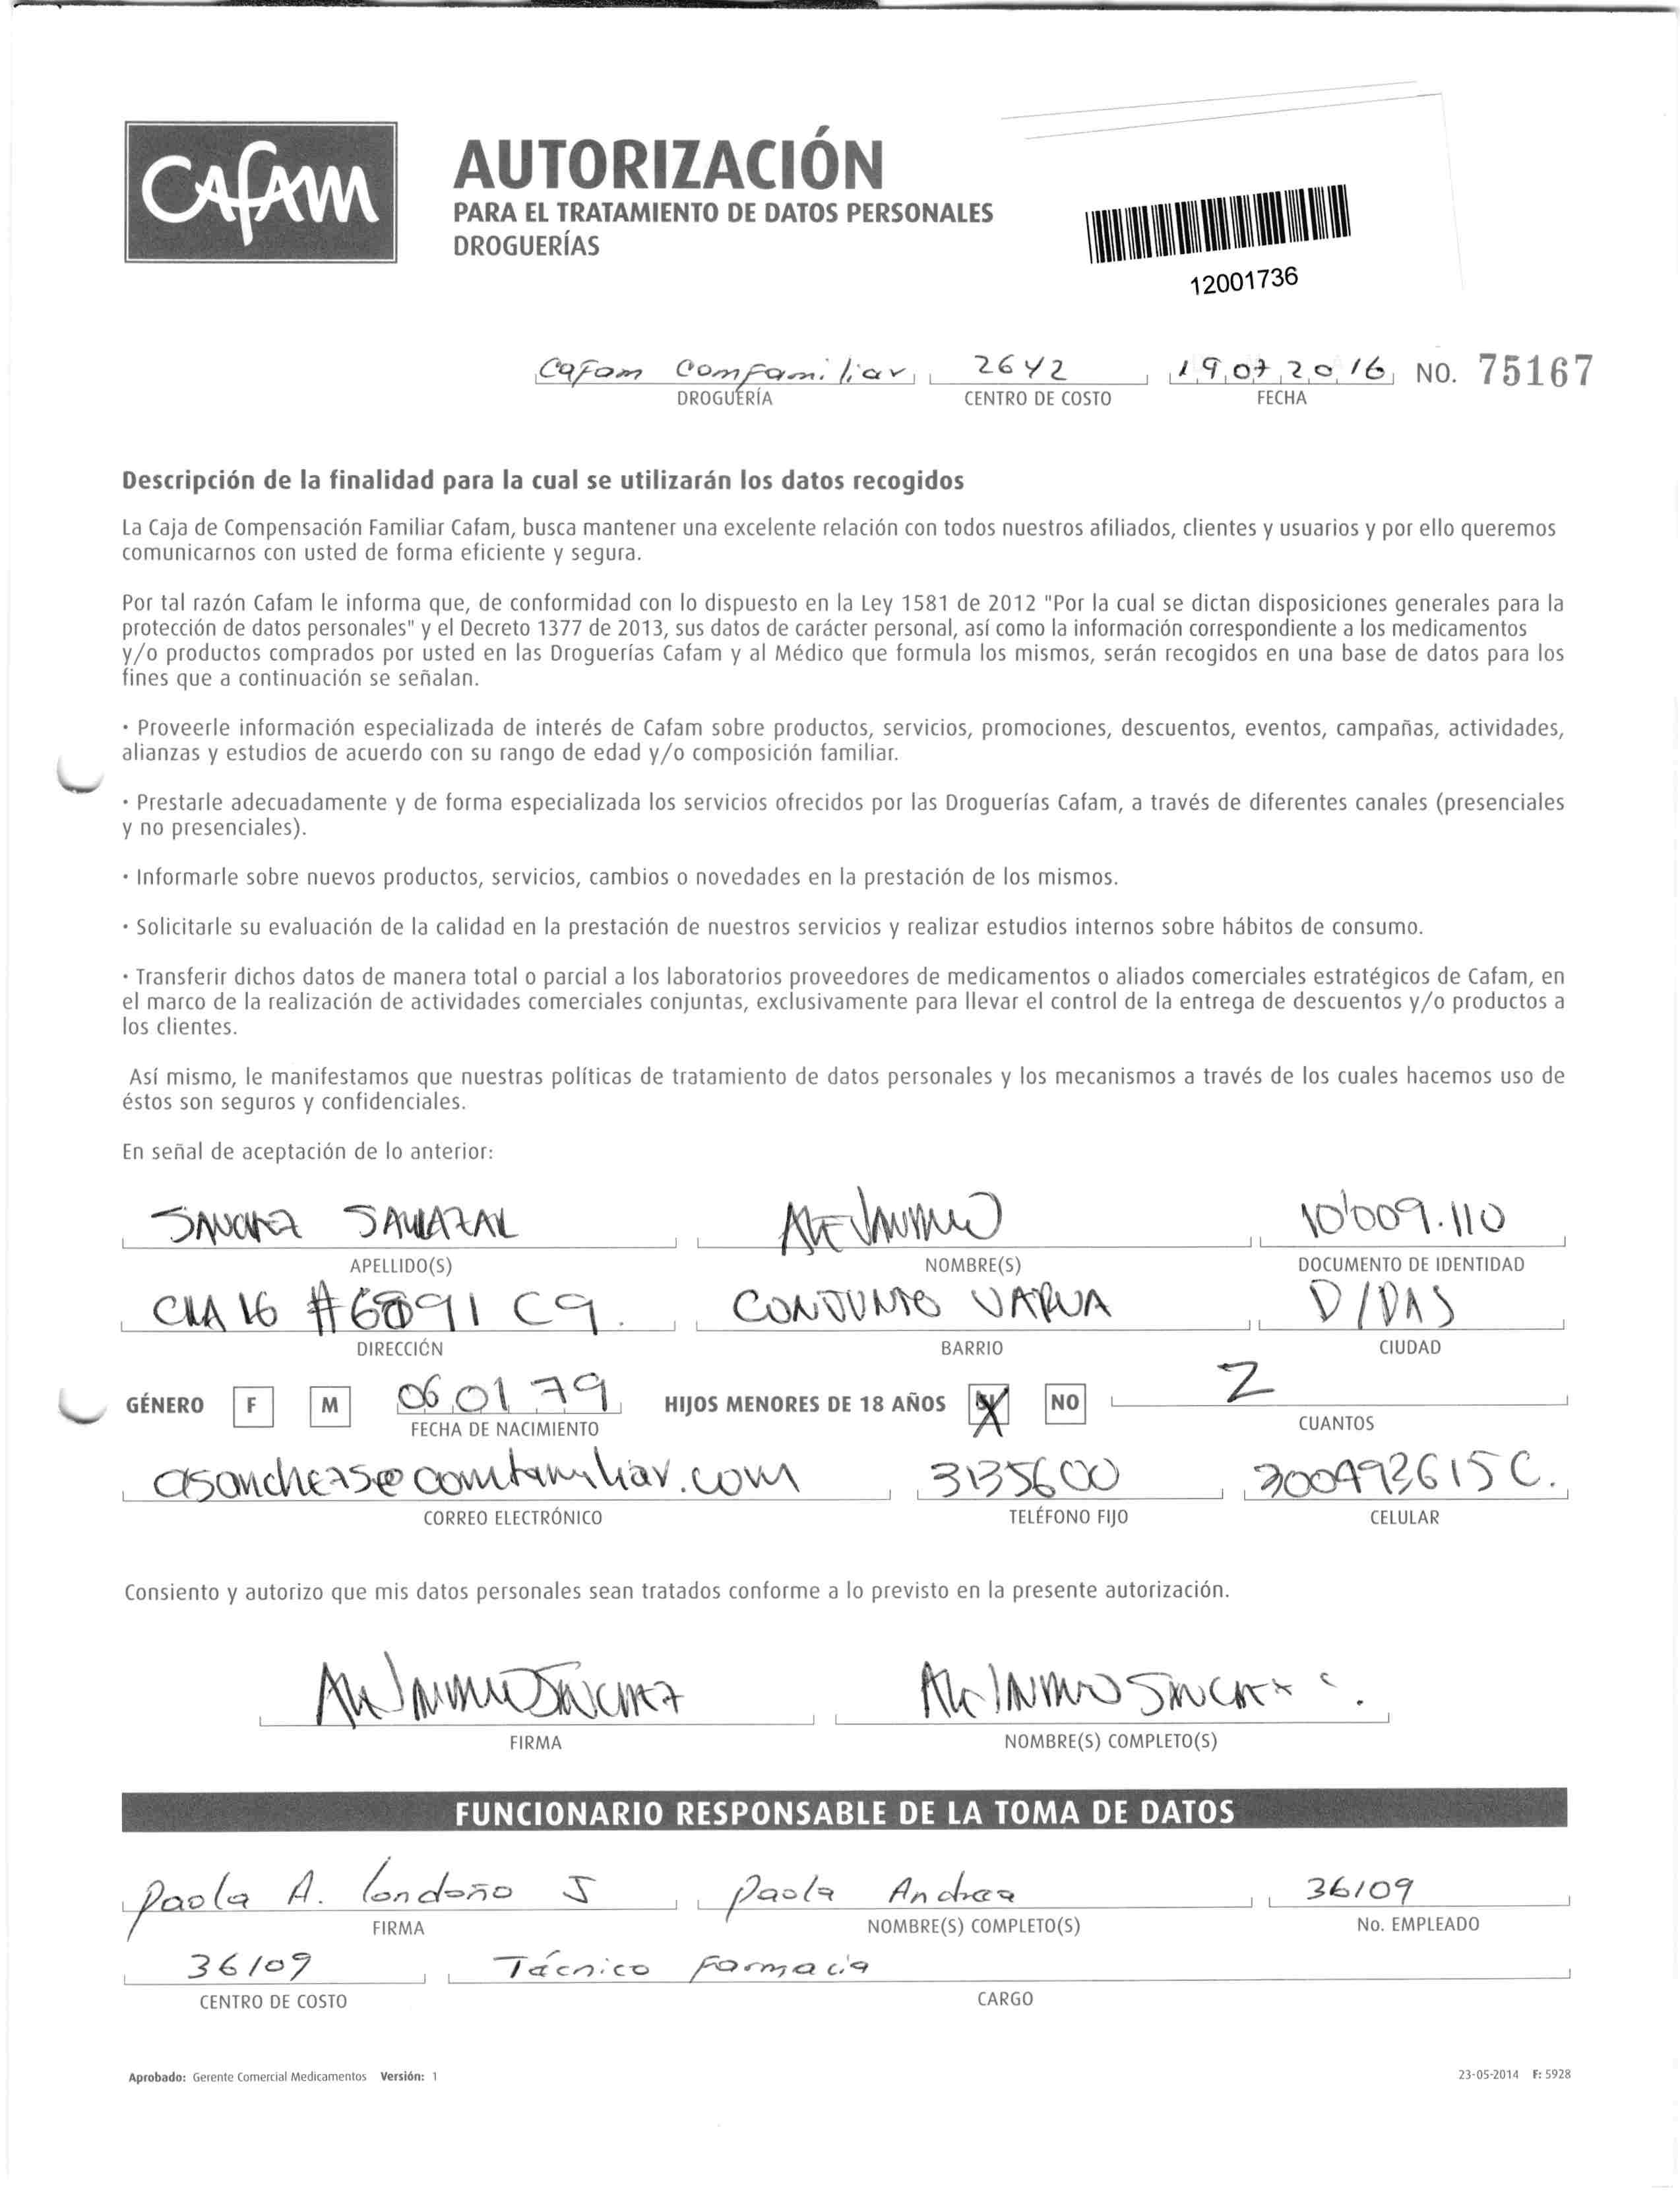 Cafam
AUTORIZACIÓN
PARA EL TRATAMIENTO DE DATOS PERSONALES
DROGUERÍAS
12001736
Cafam Comfamiliar 2642 19 07 2016 NO. 75167
DROGUERÍA CENTRO DE COSTO FECHA
Descripción de la finalidad para la cual se utilizarán los datos recogidos
La Caja de Compensación Familiar Cafam, busca mantener una excelente relación con todos nuestros afiliados, clientes y usuarios y por ello queremos
comunicarnos con usted de forma eficiente y segura.
Por tal razón Cafam le informa que, de conformidad con lo dispuesto en la Ley 1581 de 2012 "Por la cual se dictan disposiciones generales para la
protección de datos personales" y el Decreto 1377 de 2013, sus datos de carácter personal, así como la información correspondiente a los medicamentos
y/o productos comprados por usted en las Droguerías Cafam y al Médico que formula los mismos, serán recogidos en una base de datos para los
fines que a continuación se señalan.
· Proveerle información especializada de interés de Cafam sobre productos, servicios, promociones, descuentos, eventos, campañas, actividades,
alianzas y estudios de acuerdo con su rango de edad y/o composición familiar.
· Prestarle adecuadamente y de forma especializada los servicios ofrecidos por las Droguerías Cafam, a través de diferentes canales (presenciales
y no presenciales).
· Informarle sobre nuevos productos, servicios, cambios o novedades en la prestación de los mismos.
· Solicitarle su evaluación de la calidad en la prestación de nuestros servicios y realizar estudios internos sobre hábitos de consumo.
· Transferir dichos datos de manera total o parcial a los laboratorios proveedores de medicamentos o aliados comerciales estratégicos de Cafam, en
el marco de la realización de actividades comerciales conjuntas, exclusivamente para llevar el control de la entrega de descuentos y/o productos a
los clientes.
Así mismo, le manifestamos que nuestras políticas de tratamiento de datos personales y los mecanismos a través de los cuales hacemos uso de
éstos son seguros y confidenciales.
En señal de aceptación de lo anterior:
SANCHEZ SALAZAR ALEJANDRO 10'009.110
APELLIDO(S) NOMBRE(S) DOCUMENTO DE IDENTIDAD
16 # 91 C9. CONJUNTO D/DAS
DIRECCIÓN BARRIO CIUDAD
GÉNERO F M 06 01 79 HIJOS MENORES DE 18 AÑOS SI NO 2
FECHA DE NACIMIENTO CUANTOS
asanchezs@comfamiliar.com 3135600
CORREO ELECTRÓNICO TELÉFONO FIJO CELULAR
Consiento y autorizo que mis datos personales sean tratados conforme a lo previsto en la presente autorización.
ALEJANDRO SANCHEZ ALEJANDRO SANCHEZ
FIRMA NOMBRE(S) COMPLETO(S)
FUNCIONARIO RESPONSABLE DE LA TOMA DE DATOS
Paola A. Londoño J Paola Andrea 36109
FIRMA NOMBRE(S) COMPLETO(S) No. EMPLEADO
36109 Técnico Farmacia
CENTRO DE COSTO CARGO
Aprobado: Gerente Comercial Medicamentos Versión: 1 23-05-2014 F: 5928